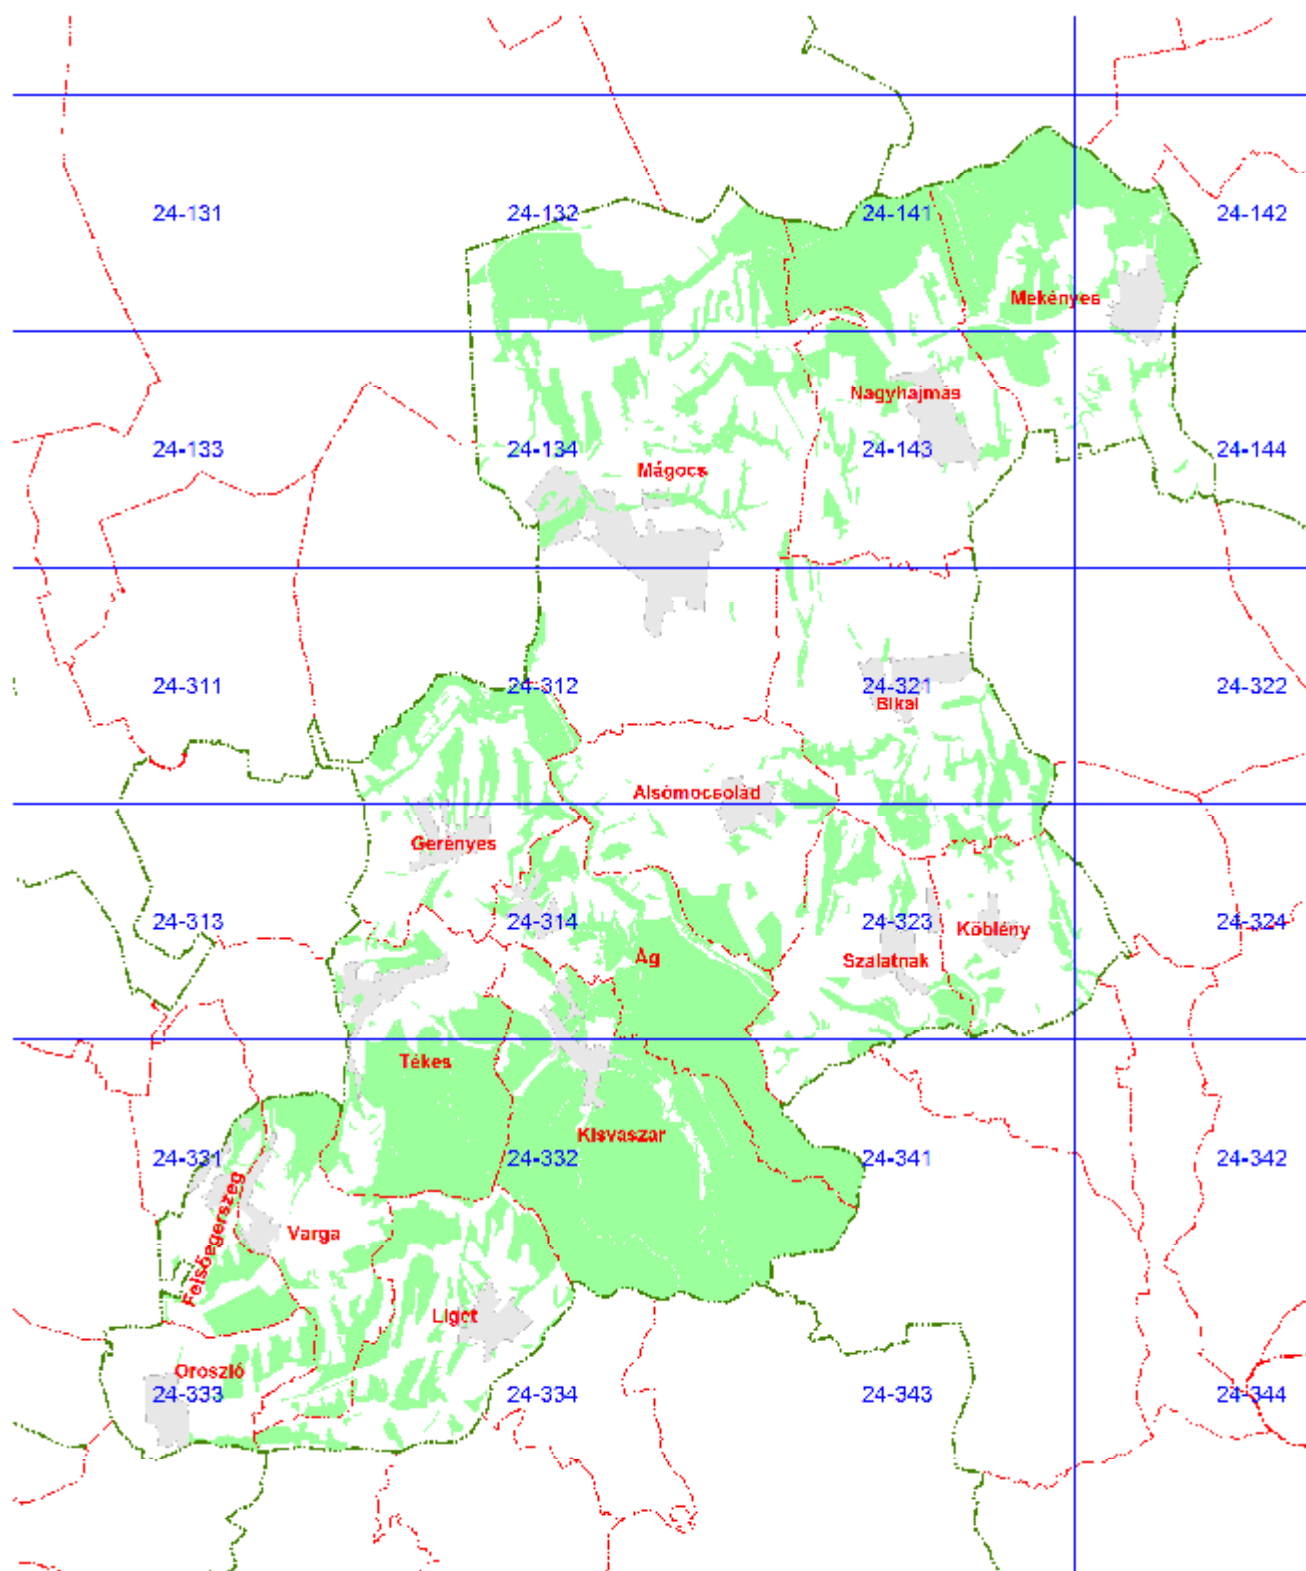 24-131 24-132 24-141 24-142
Mekényes
Nagyhajmás
24-133 24-134 24-143 24-144
Mágocs
24-311 24-312 24-321 24-322
Bikal
Alsómocsolád
Gerényes
24-313 24-314 24-323 24-324
Köblény
Ág Szalatnak
Tékes
Kisvaszar
24-331 24-332 24-341 24-342
Felsőegerszeg
Varga
Liget
Oroszló
24-333 24-334 24-343 24-344